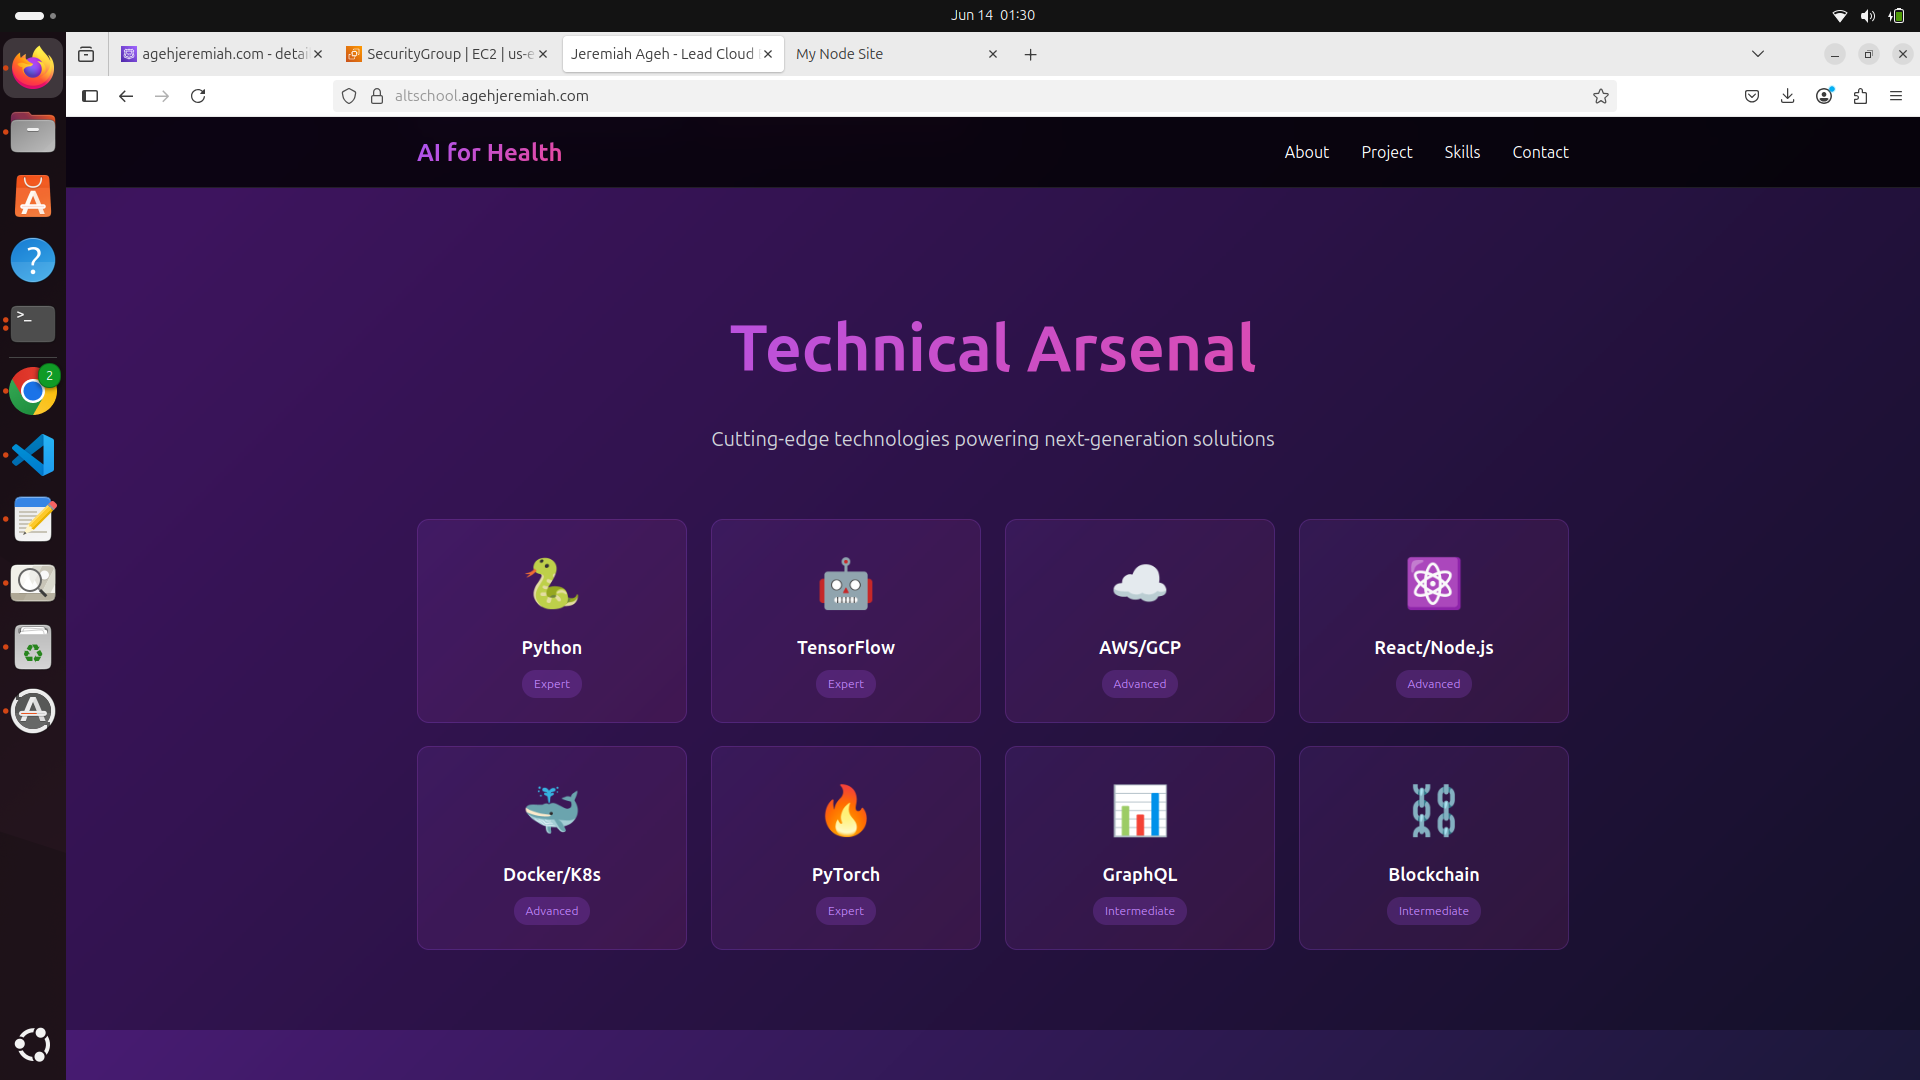 Jun 14 01:30
agehjeremiah.com - detai
SecurityGroup | EC2 | us-e
Jeremiah Ageh - Lead Cloud
My Node Site
altschool.agehjeremiah.com
2
AI for Health
About
Project
Skills
Contact
Technical Arsenal
Cutting-edge technologies powering next-generation solutions
Python
Expert
TensorFlow
Expert
AWS/GCP
Advanced
React/Node.js
Advanced
Docker/K8s
Advanced
PyTorch
Expert
GraphQL
Intermediate
Blockchain
Intermediate